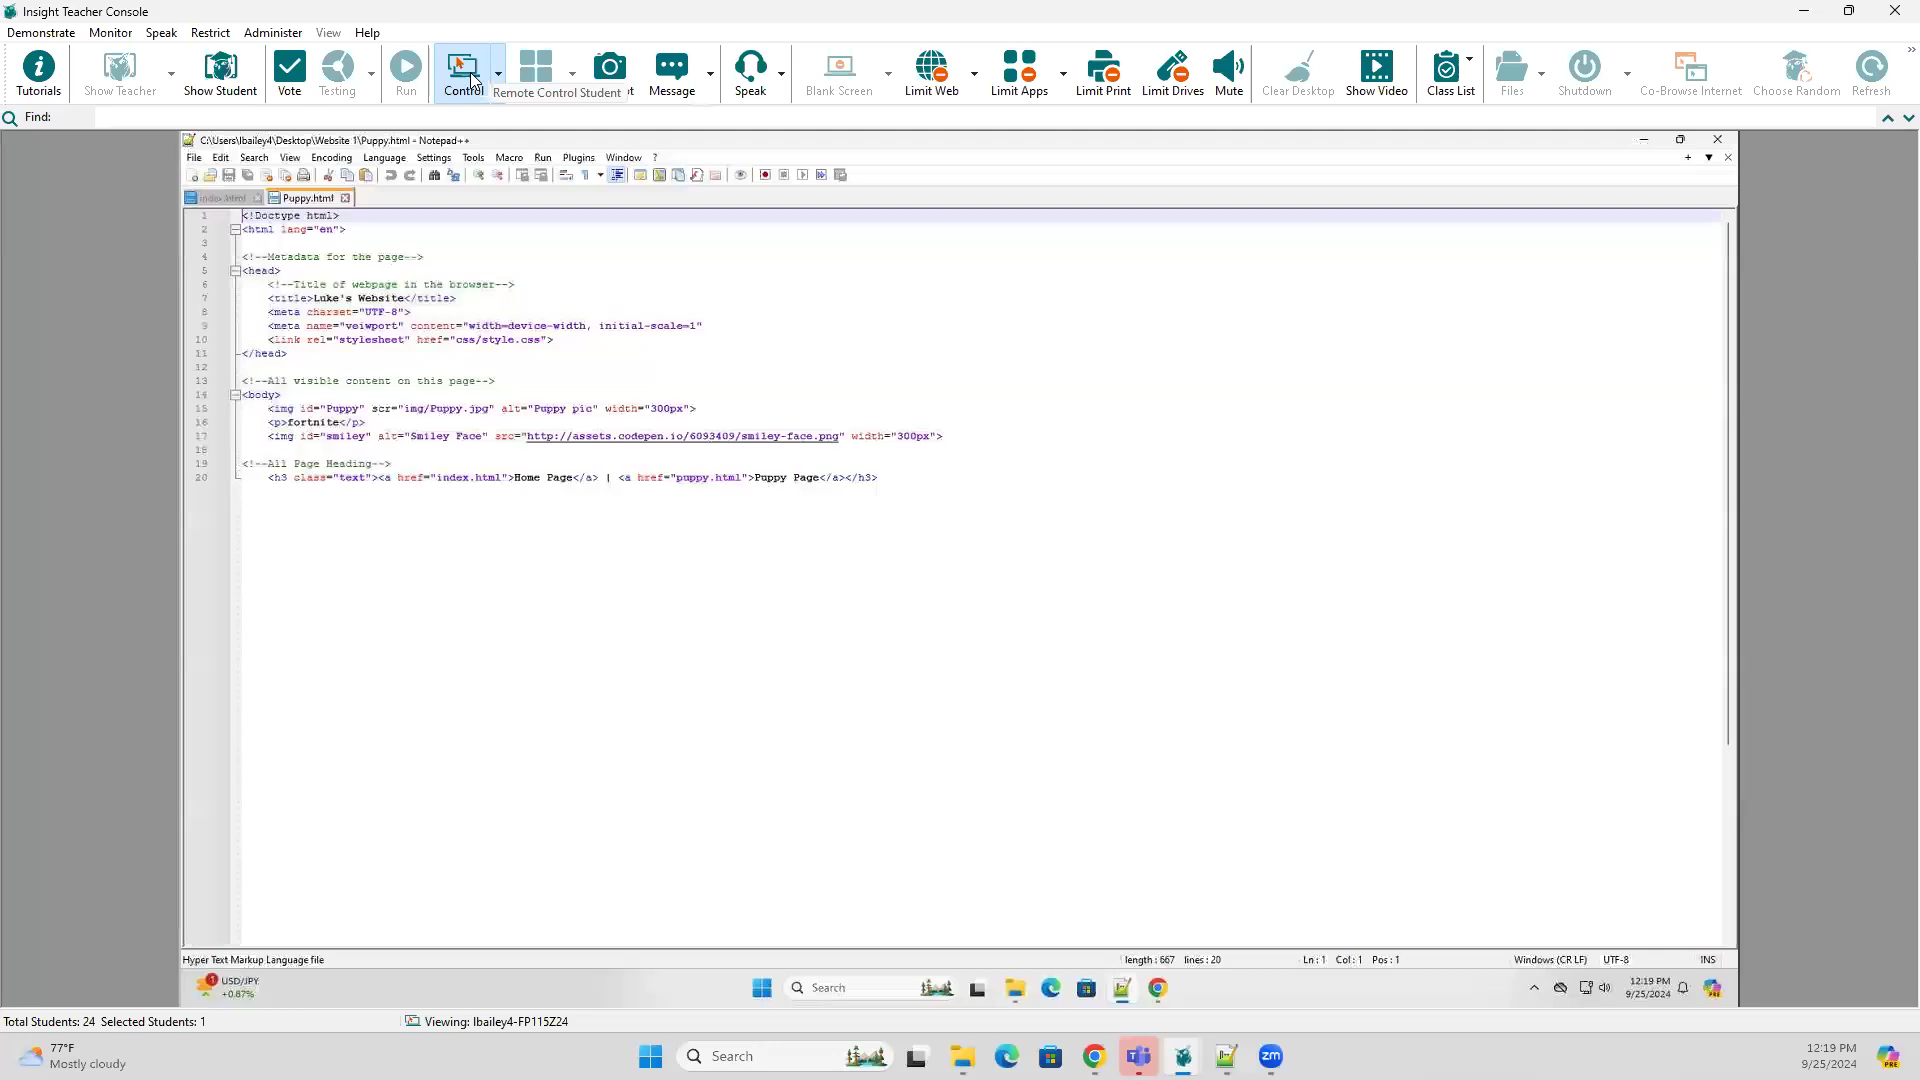 Insight Teacher Console
Demonstrate Monitor Speak Restrict Administer View Help
Tutorials Show Teacher Show Student Vote Testing Run Control Message Speak Blank Screen Limit Web Limit Apps Limit Print Limit Drives Mute Clear Desktop Show Video Class List Files Shutdown Co-Browse Internet Choose Random Refresh
Remote Control Student
Find:
C:\Users\lbailey4\Desktop\Website 1\Puppy.html - Notepad++
File Edit Search View Encoding Language Settings Tools Macro Run Plugins Window ?
index.html Puppy.html
1 <!Doctype html>
2 <html lang="en">
3
4 <!--Metadata for the page-->
5 <head>
6 <!--Title of webpage in the browser-->
7 <title>Luke's Website</title>
8 <meta charset="UTF-8">
9 <meta name="veiwport" content="width=device-width, initial-scale=1"
10 <link rel="stylesheet" href="css/style.css">
11 </head>
12
13 <!--All visible content on this page-->
14 <body>
15 <img id="Puppy" scr="img/Puppy.jpg" alt="Puppy pic" width="300px">
16 <p>fortnite</p>
17 <img id="smiley" alt="Smiley Face" src="http://assets.codepen.io/6093409/smiley-face.png" width="300px">
18
19 <!--All Page Heading-->
20 <h3 class="text"><a href="index.html">Home Page</a> | <a href="puppy.html">Puppy Page</a></h3>
Hyper Text Markup Language file length : 667 lines : 20 Ln : 1 Col : 1 Pos : 1 Windows (CR LF) UTF-8 INS
1 USD/JPY
+0.87%
Search
12:19 PM
9/25/2024
Total Students: 24 Selected Students: 1 Viewing: lbailey4-FP115Z24
77°F
Mostly cloudy
Search
zm
12:19 PM
9/25/2024